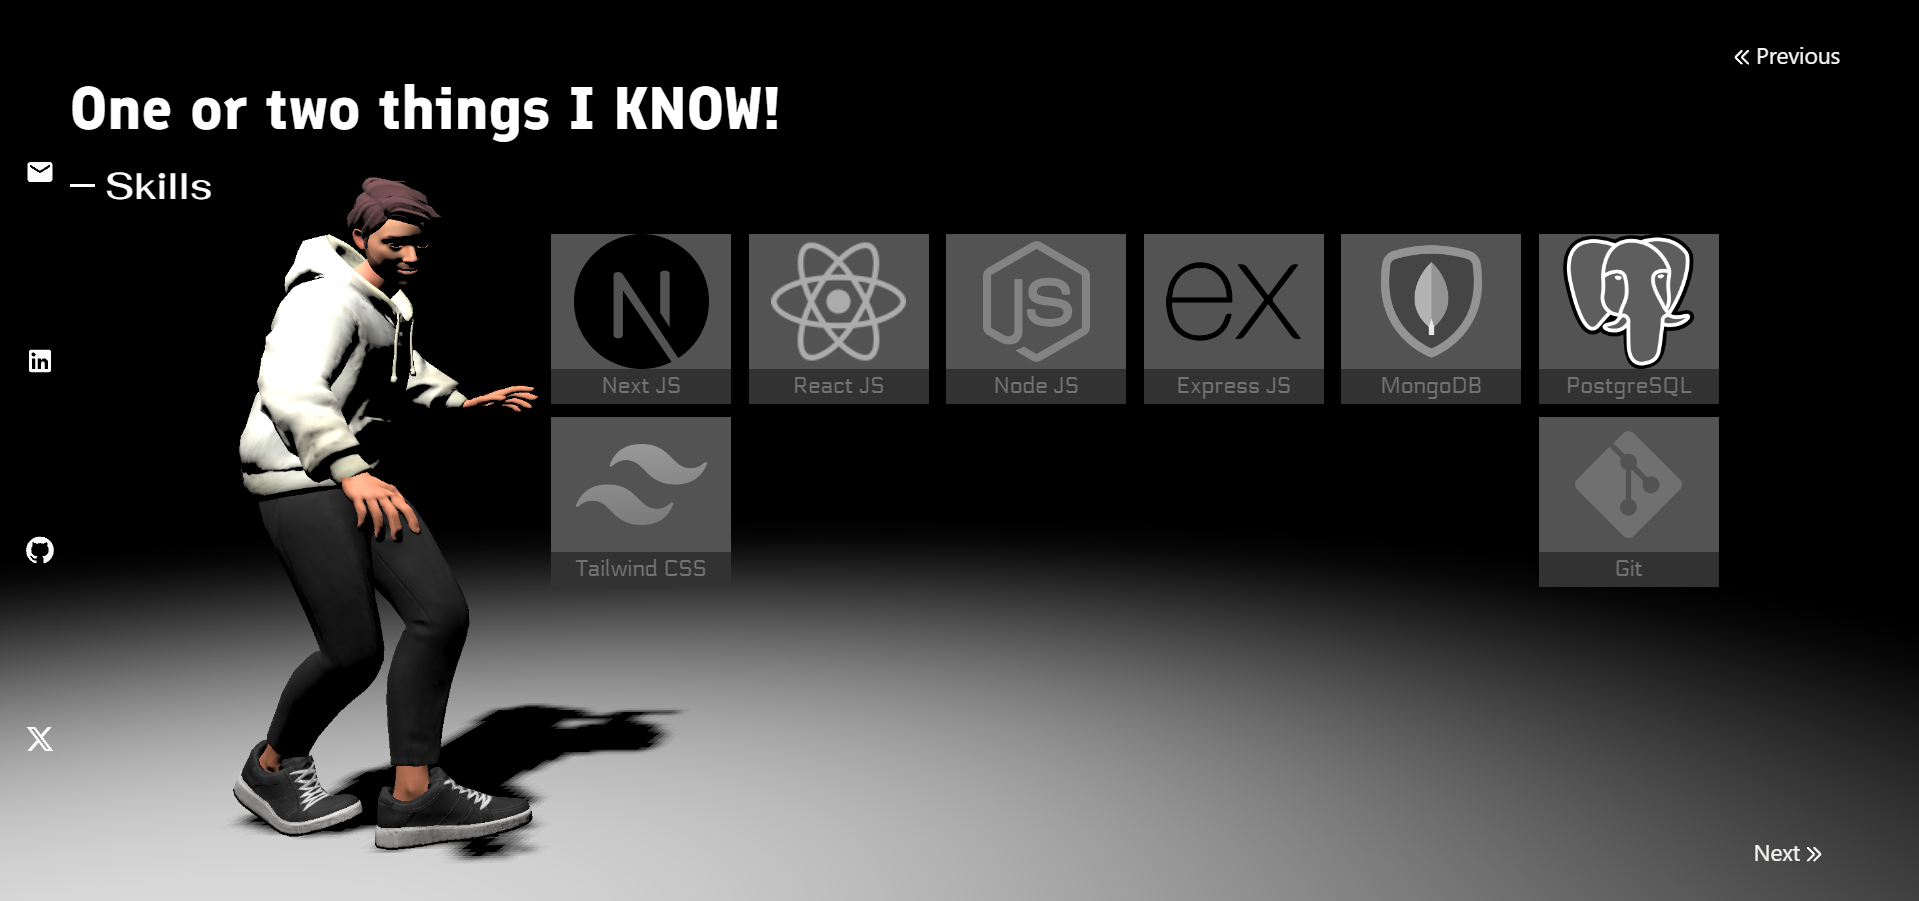 « Previous
One or two things I KNOW!
– Skills
in
N
JS
ex
Next JS
React JS
Node JS
Express JS
MongoDB
PostgreSQL
Tailwind CSS
Git
X
Next »